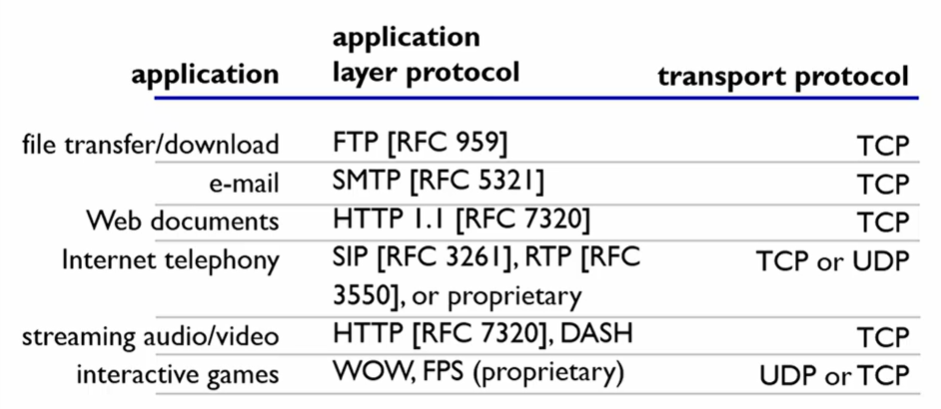 application application layer protocol transport protocol
file transfer/download FTP [RFC 959] TCP
e-mail SMTP [RFC 5321] TCP
Web documents HTTP 1.1 [RFC 7320] TCP
Internet telephony SIP [RFC 3261], RTP [RFC 3550], or proprietary TCP or UDP
streaming audio/video HTTP [RFC 7320], DASH TCP
interactive games WOW, FPS (proprietary) UDP or TCP